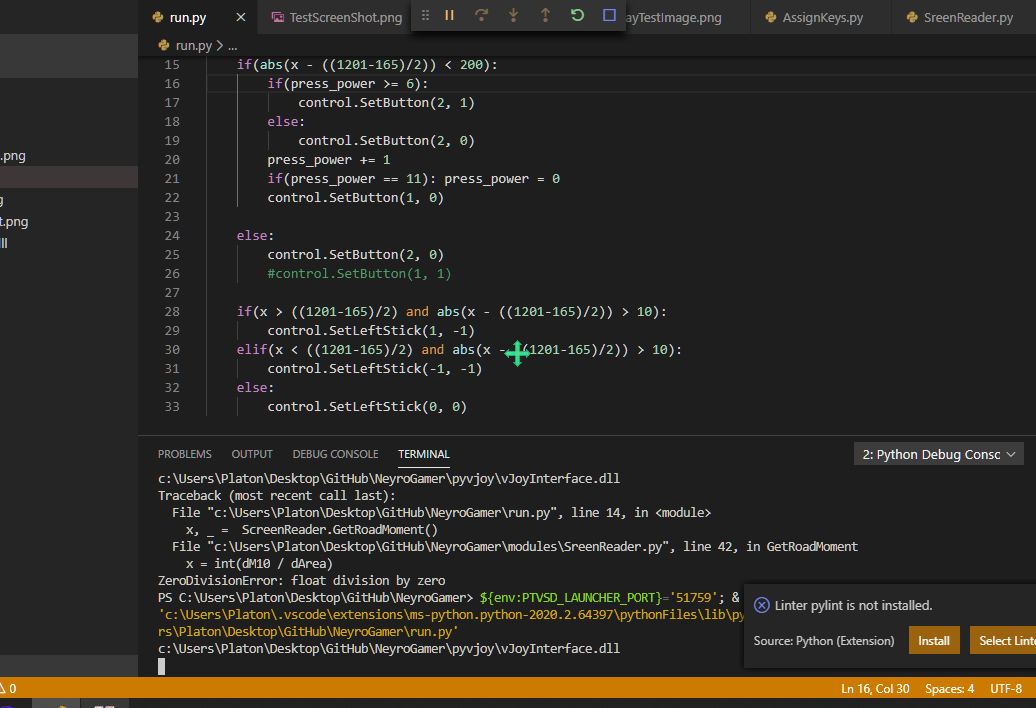 run.py
TestScreenShot.png
ayTestImage.png
AssignKeys.py
SreenReader.py
run.py > ...
.png
t.png
15 if(abs(x - ((1201-165)/2)) < 200):
16 if(press_power >= 6):
17 control.SetButton(2, 1)
18 else:
19 control.SetButton(2, 0)
20 press_power += 1
21 if(press_power == 11): press_power = 0
22 control.SetButton(1, 0)
23
24 else:
25 control.SetButton(2, 0)
26 #control.SetButton(1, 1)
27
28 if(x > ((1201-165)/2) and abs(x - ((1201-165)/2)) > 10):
29 control.SetLeftStick(1, -1)
30 elif(x < ((1201-165)/2) and abs(x - ((1201-165)/2)) > 10):
31 control.SetLeftStick(-1, -1)
32 else:
33 control.SetLeftStick(0, 0)
PROBLEMS OUTPUT DEBUG CONSOLE TERMINAL
2: Python Debug Consc
c:\Users\Platon\Desktop\GitHub\NeyroGamer\pyvjoy\vJoyInterface.dll
Traceback (most recent call last):
File "c:\Users\Platon\Desktop\GitHub\NeyroGamer\run.py", line 14, in <module>
x, _ = ScreenReader.GetRoadMoment()
File "c:\Users\Platon\Desktop\GitHub\NeyroGamer\modules\SreenReader.py", line 42, in GetRoadMoment
x = int(dM10 / dArea)
ZeroDivisionError: float division by zero
PS C:\Users\Platon\Desktop\GitHub\NeyroGamer> ${env:PTVSD_LAUNCHER_PORT}='51759'; &
'c:\Users\Platon\.vscode\extensions\ms-python.python-2020.2.64397\pythonFiles\lib\py
rs\Platon\Desktop\GitHub\NeyroGamer\run.py'
c:\Users\Platon\Desktop\GitHub\NeyroGamer\pyvjoy\vJoyInterface.dll
Linter pylint is not installed.
Source: Python (Extension)
Install
Select Linte
0
Ln 16, Col 30 Spaces: 4 UTF-8